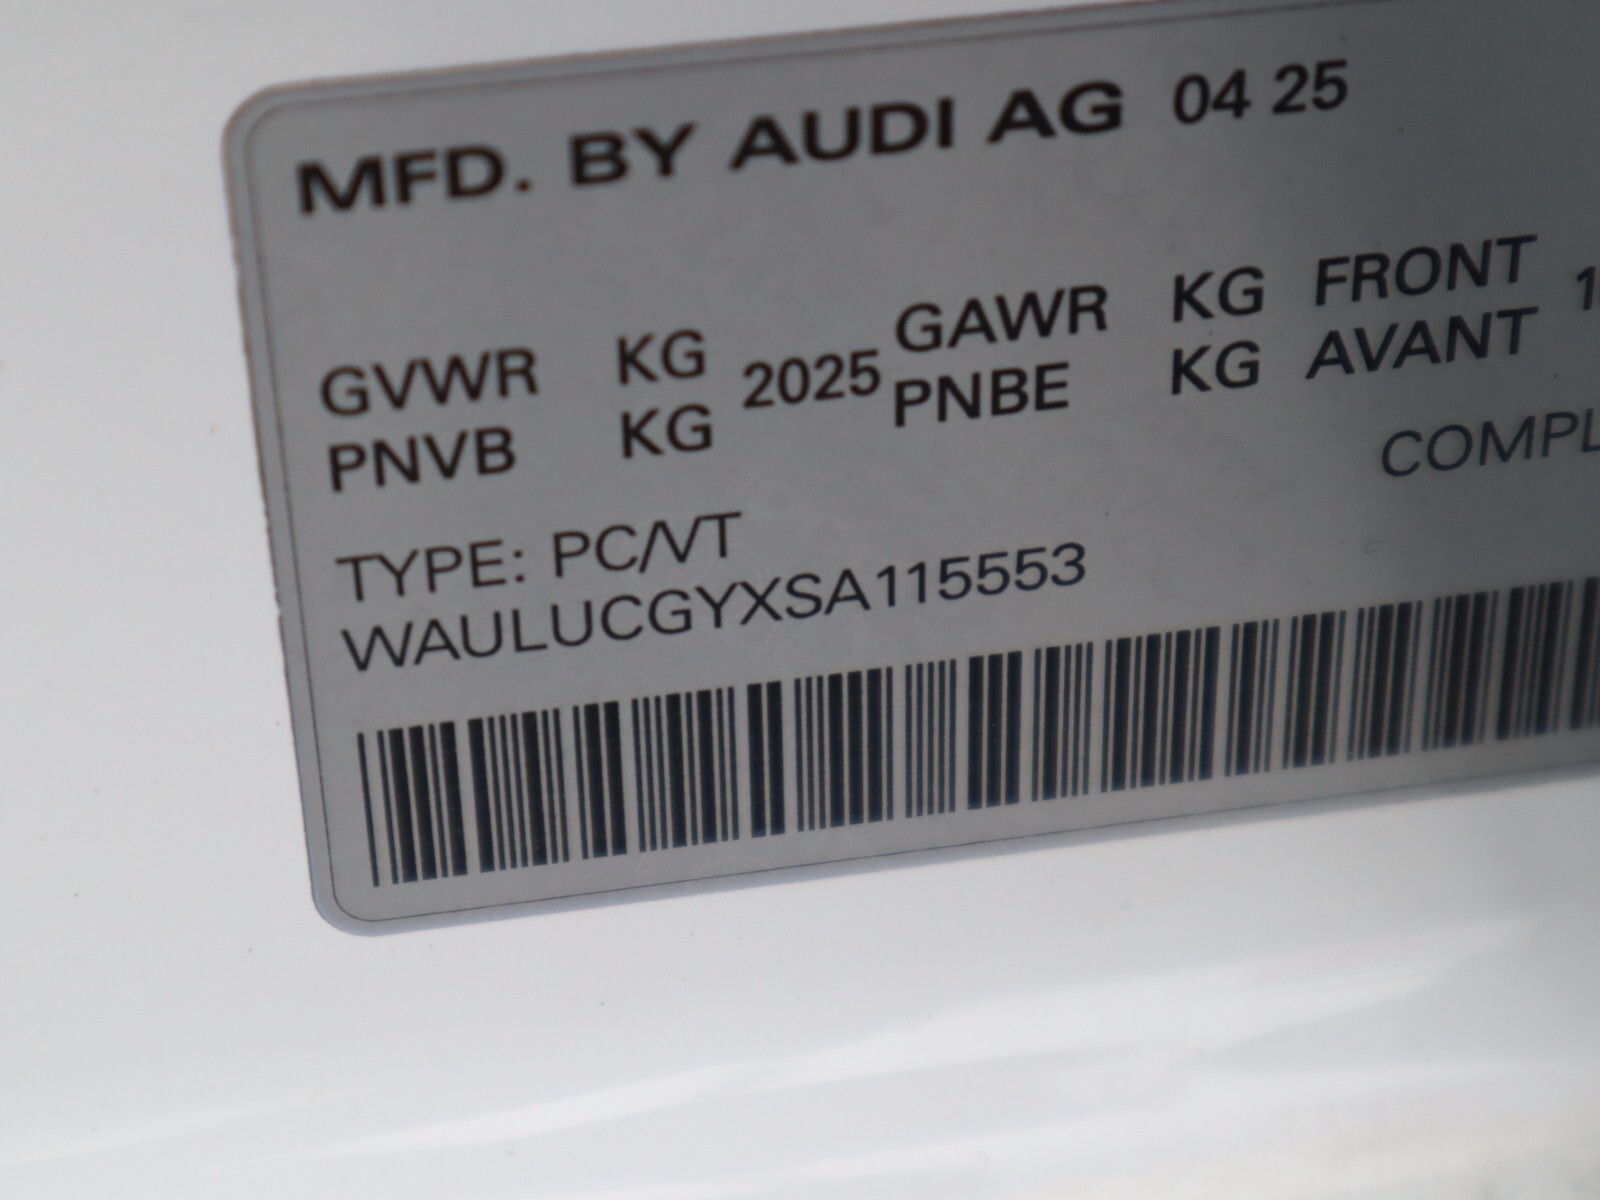 MFD. BY AUDI AG 04 25
GVWR KG 2025 GAWR KG FRONT
PNVB KG PNBE KG AVANT
TYPE: PC/VT
WAULUCGYXSA115553